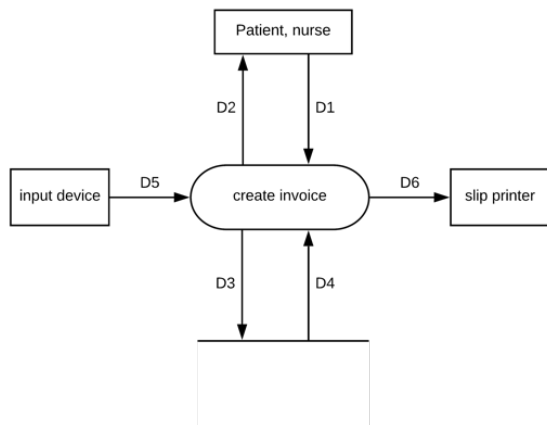 Patient, nurse
D2
D1
input device
D5
create invoice
D6
slip printer
D3
D4